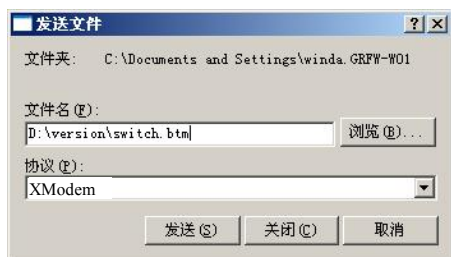 发送文件
文件夹: C:\Documents and Settings\winda.GRFW-W01
文件名(F):
D:\version\switch.btm
浏览(B)...
协议(P):
XModem
发送(S) 关闭(C) 取消